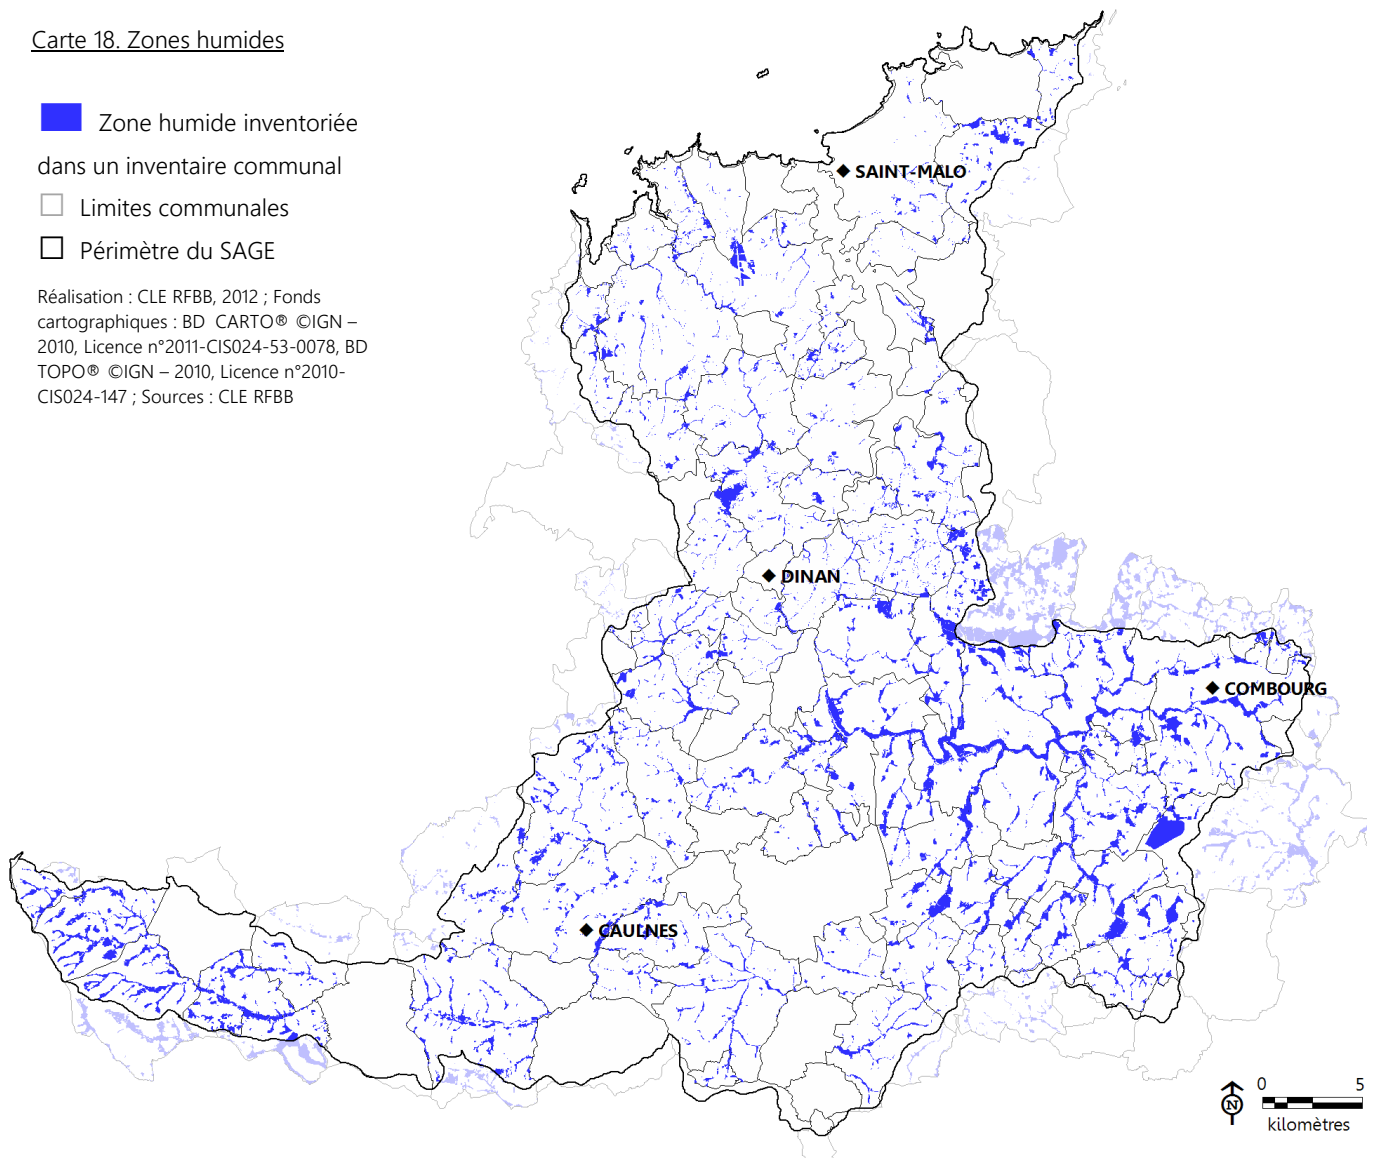 Carte 18. Zones humides
Zone humide inventoriée
dans un inventaire communal
Limites communales
Périmètre du SAGE
Réalisation : CLE RFBB, 2012 ; Fonds
cartographiques : BD CARTO® ©IGN –
2010, Licence n°2011-CIS024-53-0078, BD
TOPO® ©IGN – 2010, Licence n°2010-
CIS024-147 ; Sources : CLE RFBB
SAINT-MALO
DINAN
COMBOURG
CAULNES
N
0 5
kilomètres